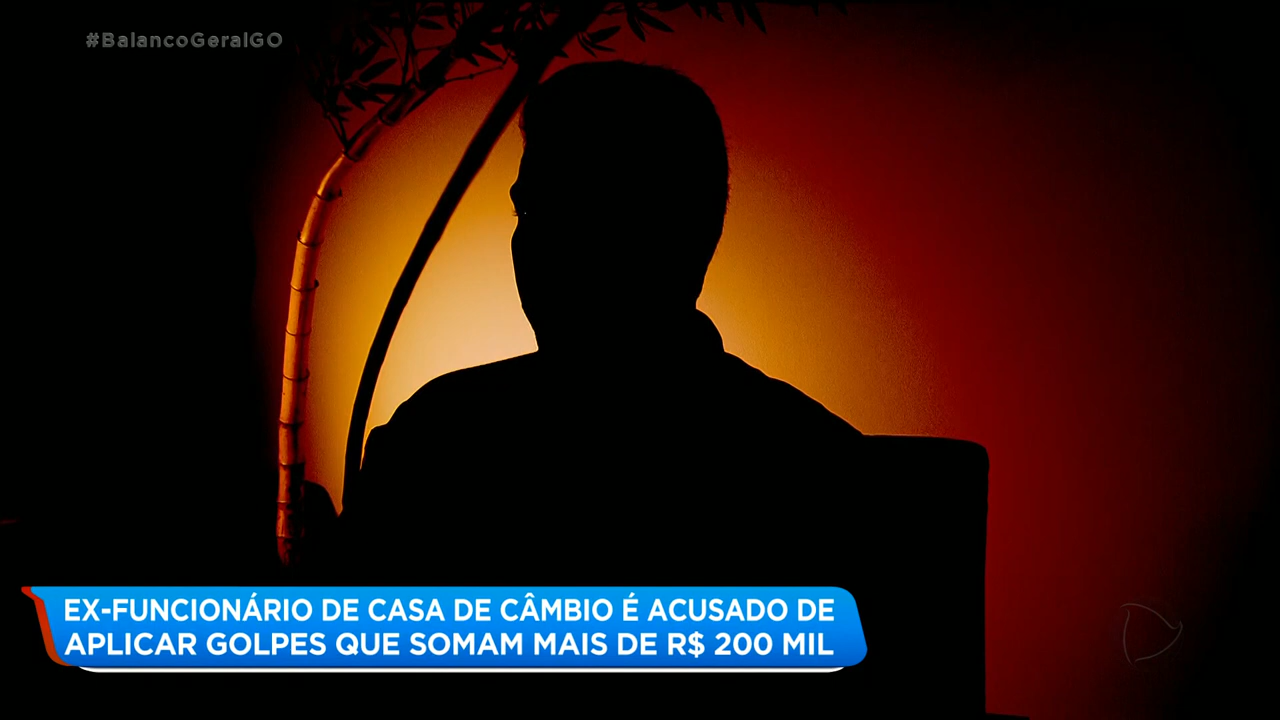 #BalancoGeralGO
EX-FUNCIONÁRIO DE CASA DE CÂMBIO É ACUSADO DE
APLICAR GOLPES QUE SOMAM MAIS DE R$ 200 MIL